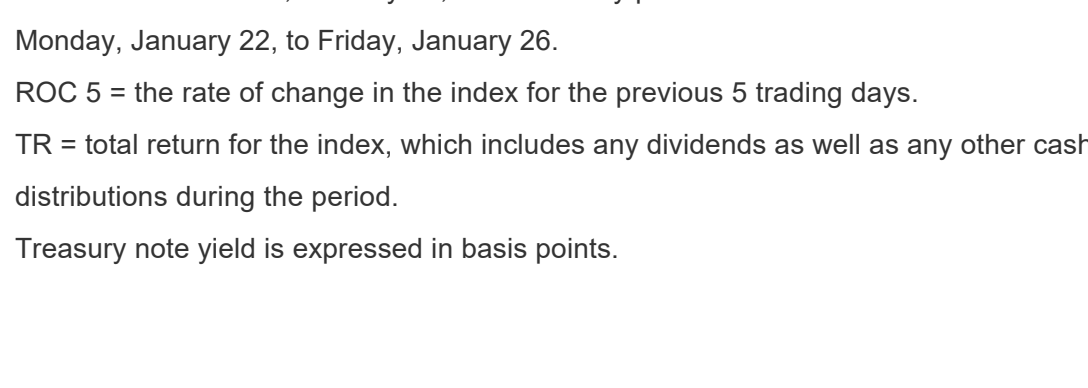 Monday, January 22, to Friday, January 26.
ROC 5 = the rate of change in the index for the previous 5 trading days.
TR = total return for the index, which includes any dividends as well as any other cash
distributions during the period.
Treasury note yield is expressed in basis points.